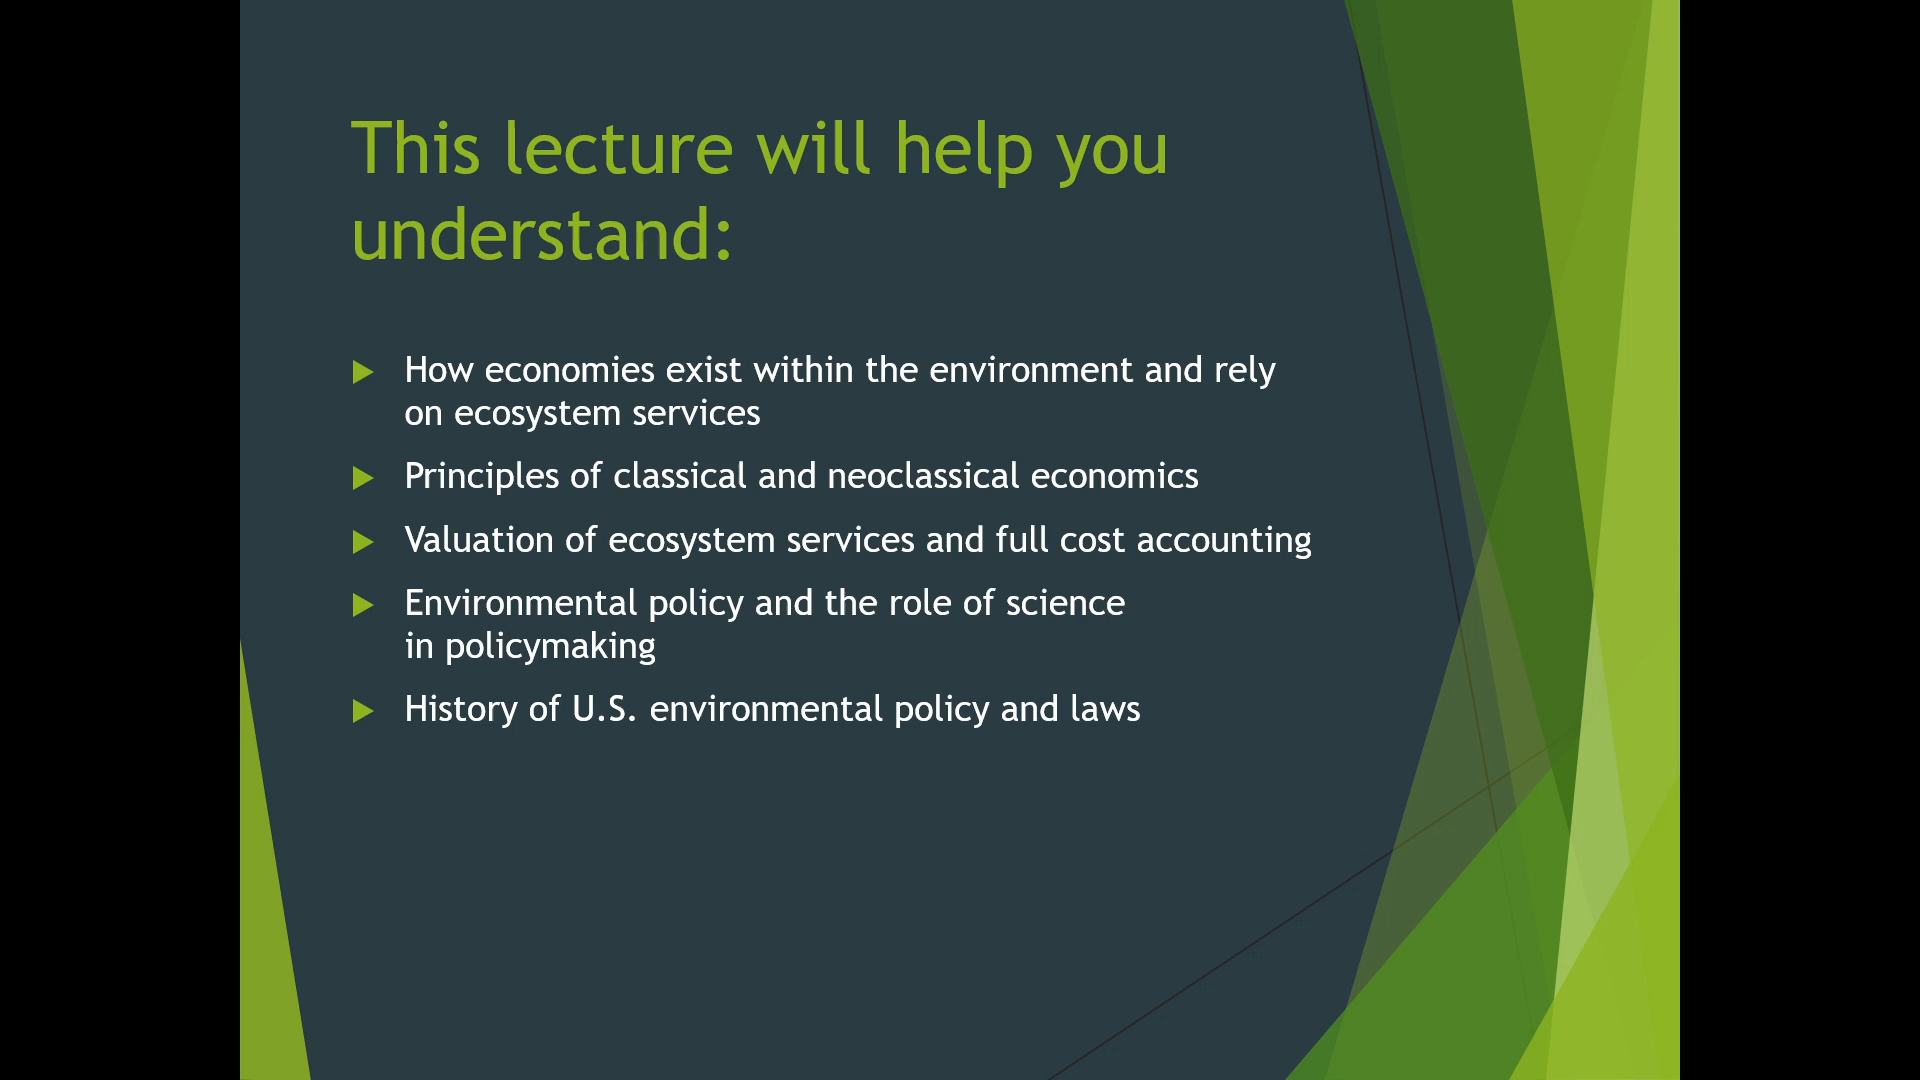 This lecture will help you
understand:
How economies exist within the environment and rely
on ecosystem services
Principles of classical and neoclassical economics
Valuation of ecosystem services and full cost accounting
Environmental policy and the role of science
in policymaking
History of U.S. environmental policy and laws